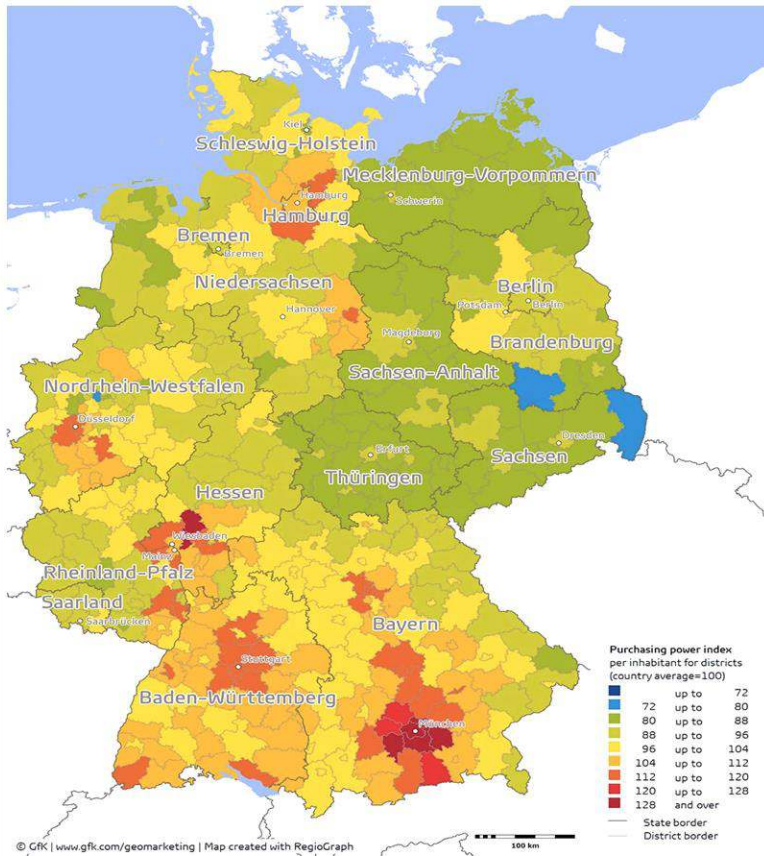 Kiel
Schleswig-Holstein
Mecklenburg-Vorpommern
Hamburg
Schwerin
Hamburg
Bremen
Bremen
Niedersachsen
Berlin
Hannover
Potsdam
Berlin
Magdeburg
Brandenburg
Sachsen-Anhalt
Nordrhein-Westfalen
Düsseldorf
Dresden
Erfurt
Sachsen
Thüringen
Hessen
Wiesbaden
Mainz
Rheinland-Pfalz
Saarland
Saarbrücken
Bayern
Stuttgart
Baden-Württemberg
München
Purchasing power index
per inhabitant for districts
(country average=100)
up to 72
72 up to 80
80 up to 88
88 up to 96
96 up to 104
104 up to 112
112 up to 120
120 up to 128
128 and over
State border
District border
© GfK | www.gfk.com/geomarketing | Map created with RegioGraph
100 km